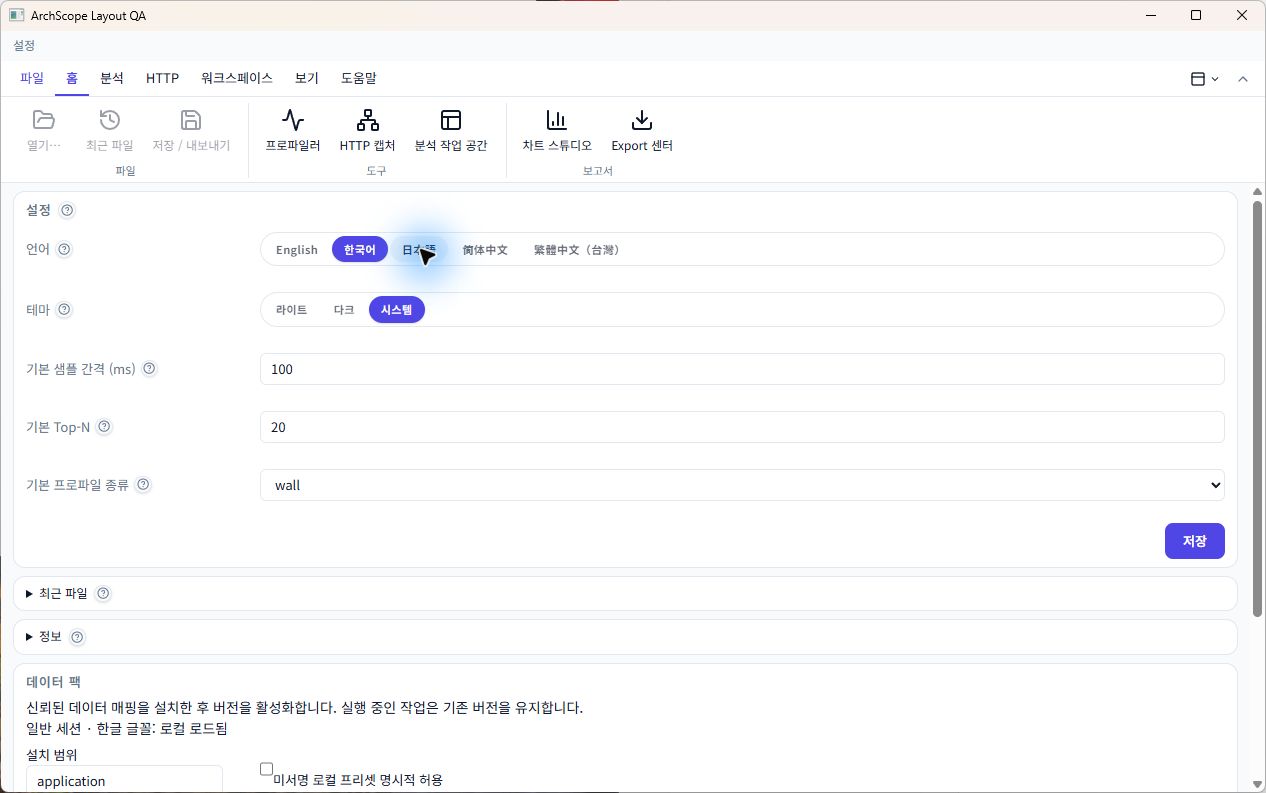 ArchScope Layout QA
설정
파일 홈 분석 HTTP 워크스페이스 보기 도움말
열기… 최근 파일 저장 / 내보내기 프로파일러 HTTP 캡처 분석 작업 공간 차트 스튜디오 Export 센터
파일 도구 보고서
설정
언어 English 한국어 日本語 简体中文 繁體中文（台灣）
테마 라이트 다크 시스템
기본 샘플 간격 (ms) 100
기본 Top-N 20
기본 프로파일 종류 wall
저장
최근 파일
정보
데이터 팩
신뢰된 데이터 매핑을 설치한 후 버전을 활성화합니다. 실행 중인 작업은 기존 버전을 유지합니다.
일반 세션 · 한글 글꼴: 로컬 로드됨
설치 범위
application 미서명 로컬 프리셋 명시적 허용